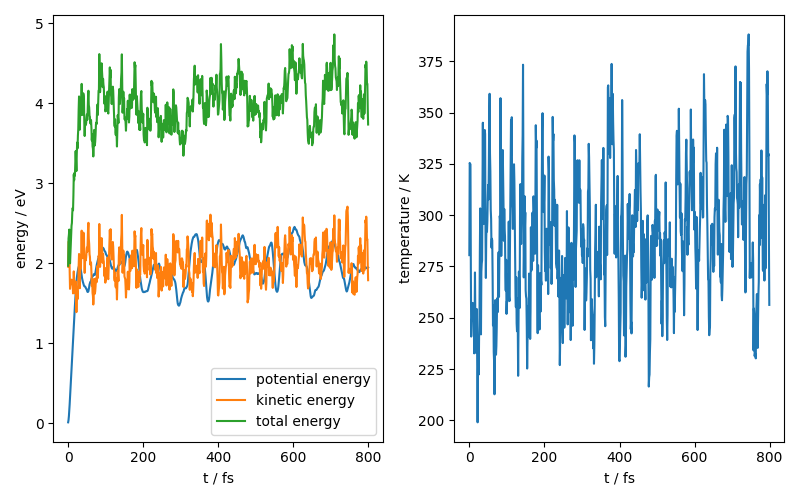 energy / eV
5
4
3
2
1
0
potential energy
kinetic energy
total energy
0 200 400 600 800
t / fs
temperature / K
375
350
325
300
275
250
225
200
0 200 400 600 800
t / fs